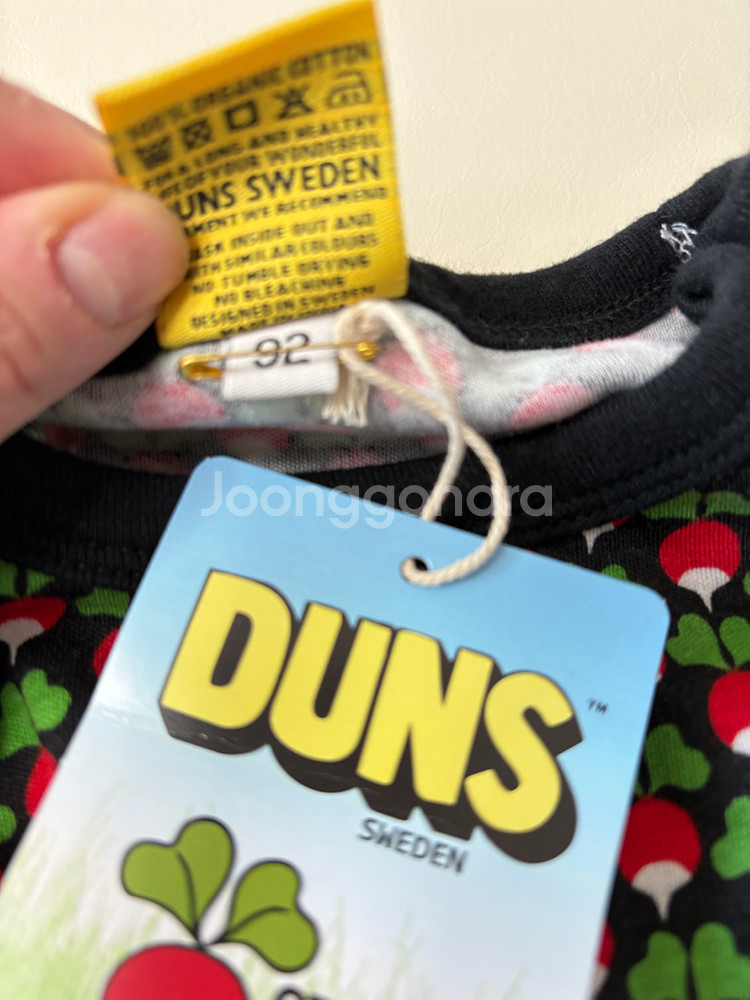 100% ORGANIC COTTON
FOR A LONG AND HEALTHY
LIFE OF YOUR WONDERFUL
DUNS SWEDEN
GARMENT WE RECOMMEND
WASH INSIDE OUT AND
WITH SIMILAR COLOURS
NO TUMBLE DRYING
NO BLEACHING
DESIGNED IN SWEDEN
92
Joonggonara
DUNS
™
SWEDEN